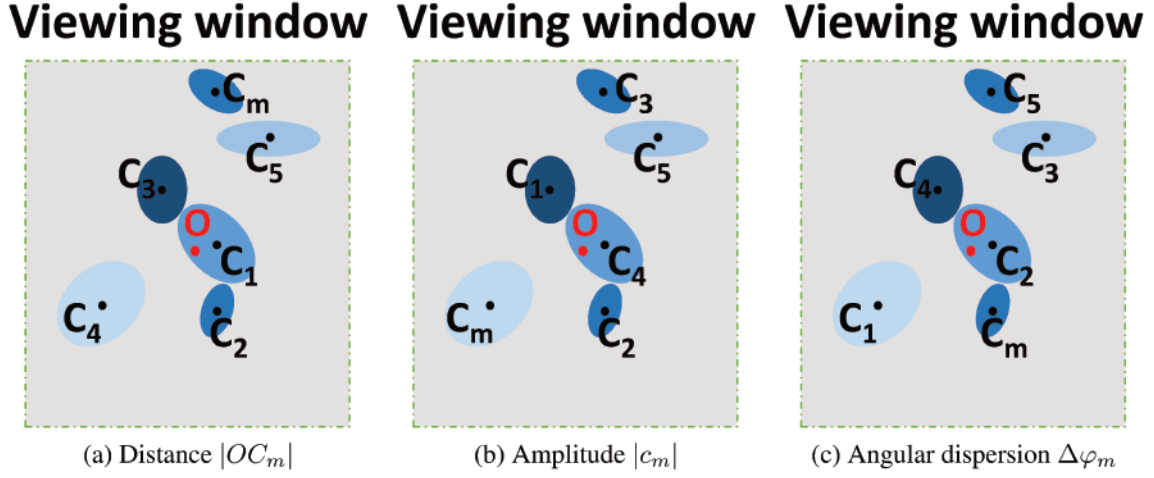 Viewing window Viewing window Viewing window
Cₘ C₃ C₅
C₅ C₅ C₃
C₃ C₁ C₄
O O O
C₁ C₄ C₂
C₄ Cₘ C₁
C₂ C₂ Cₘ
(a) Distance |OCₘ| (b) Amplitude |cₘ| (c) Angular dispersion Δφₘ